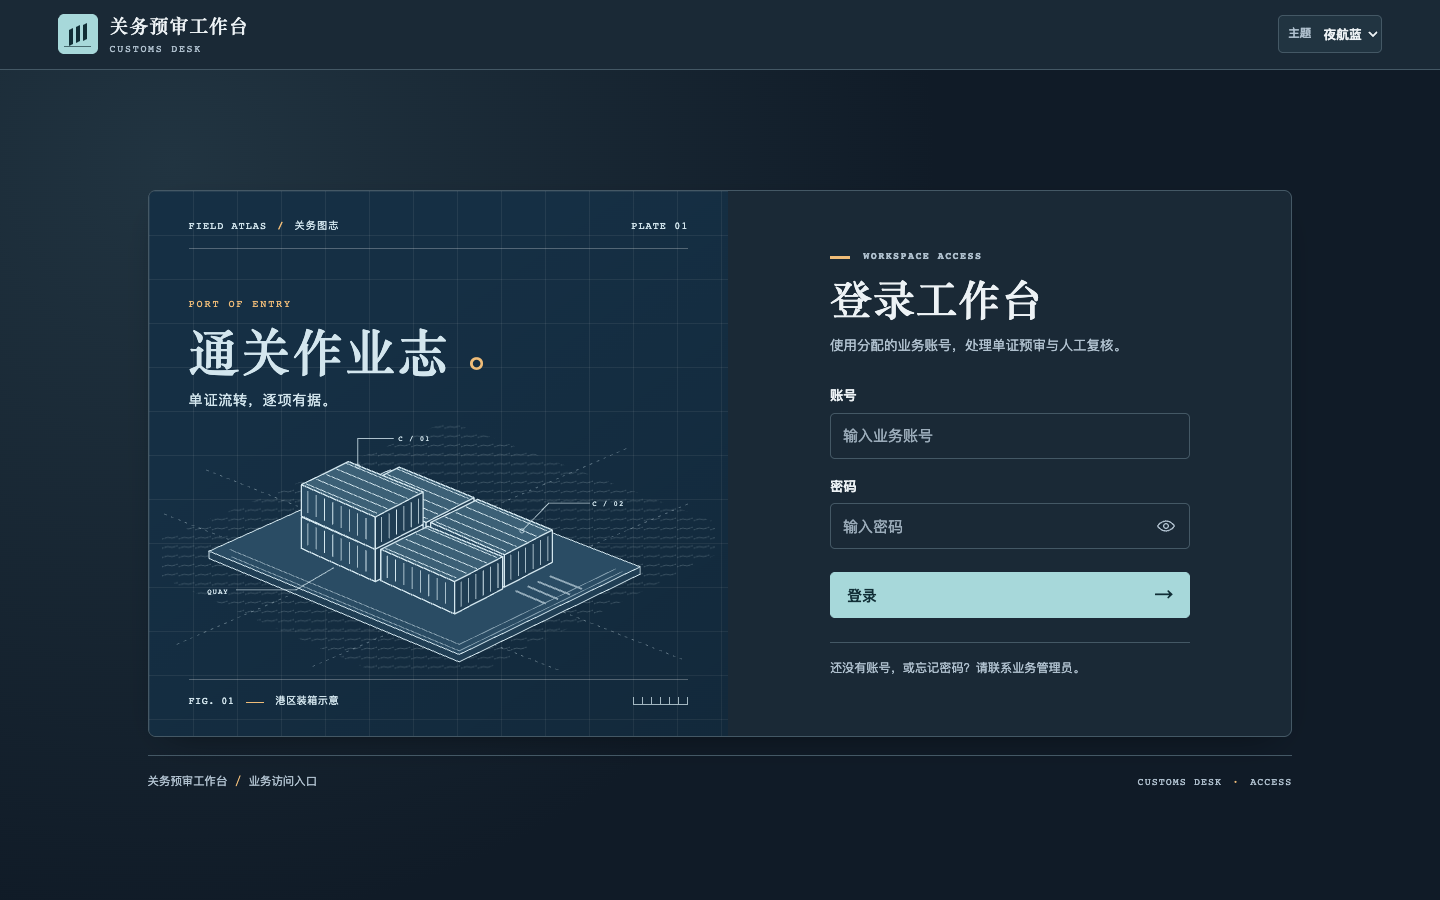 关务预审工作台
CUSTOMS DESK
主题 夜航蓝
FIELD ATLAS / 关务图志
PLATE 01
PORT OF ENTRY
通关作业志。
单证流转，逐项有据。
C / 01
C / 02
QUAY
FIG. 01 — 港区装箱示意
WORKSPACE ACCESS
登录工作台
使用分配的业务账号，处理单证预审与人工复核。
账号
输入业务账号
密码
输入密码
登录 →
还没有账号，或忘记密码？请联系业务管理员。
关务预审工作台 / 业务访问入口
CUSTOMS DESK · ACCESS